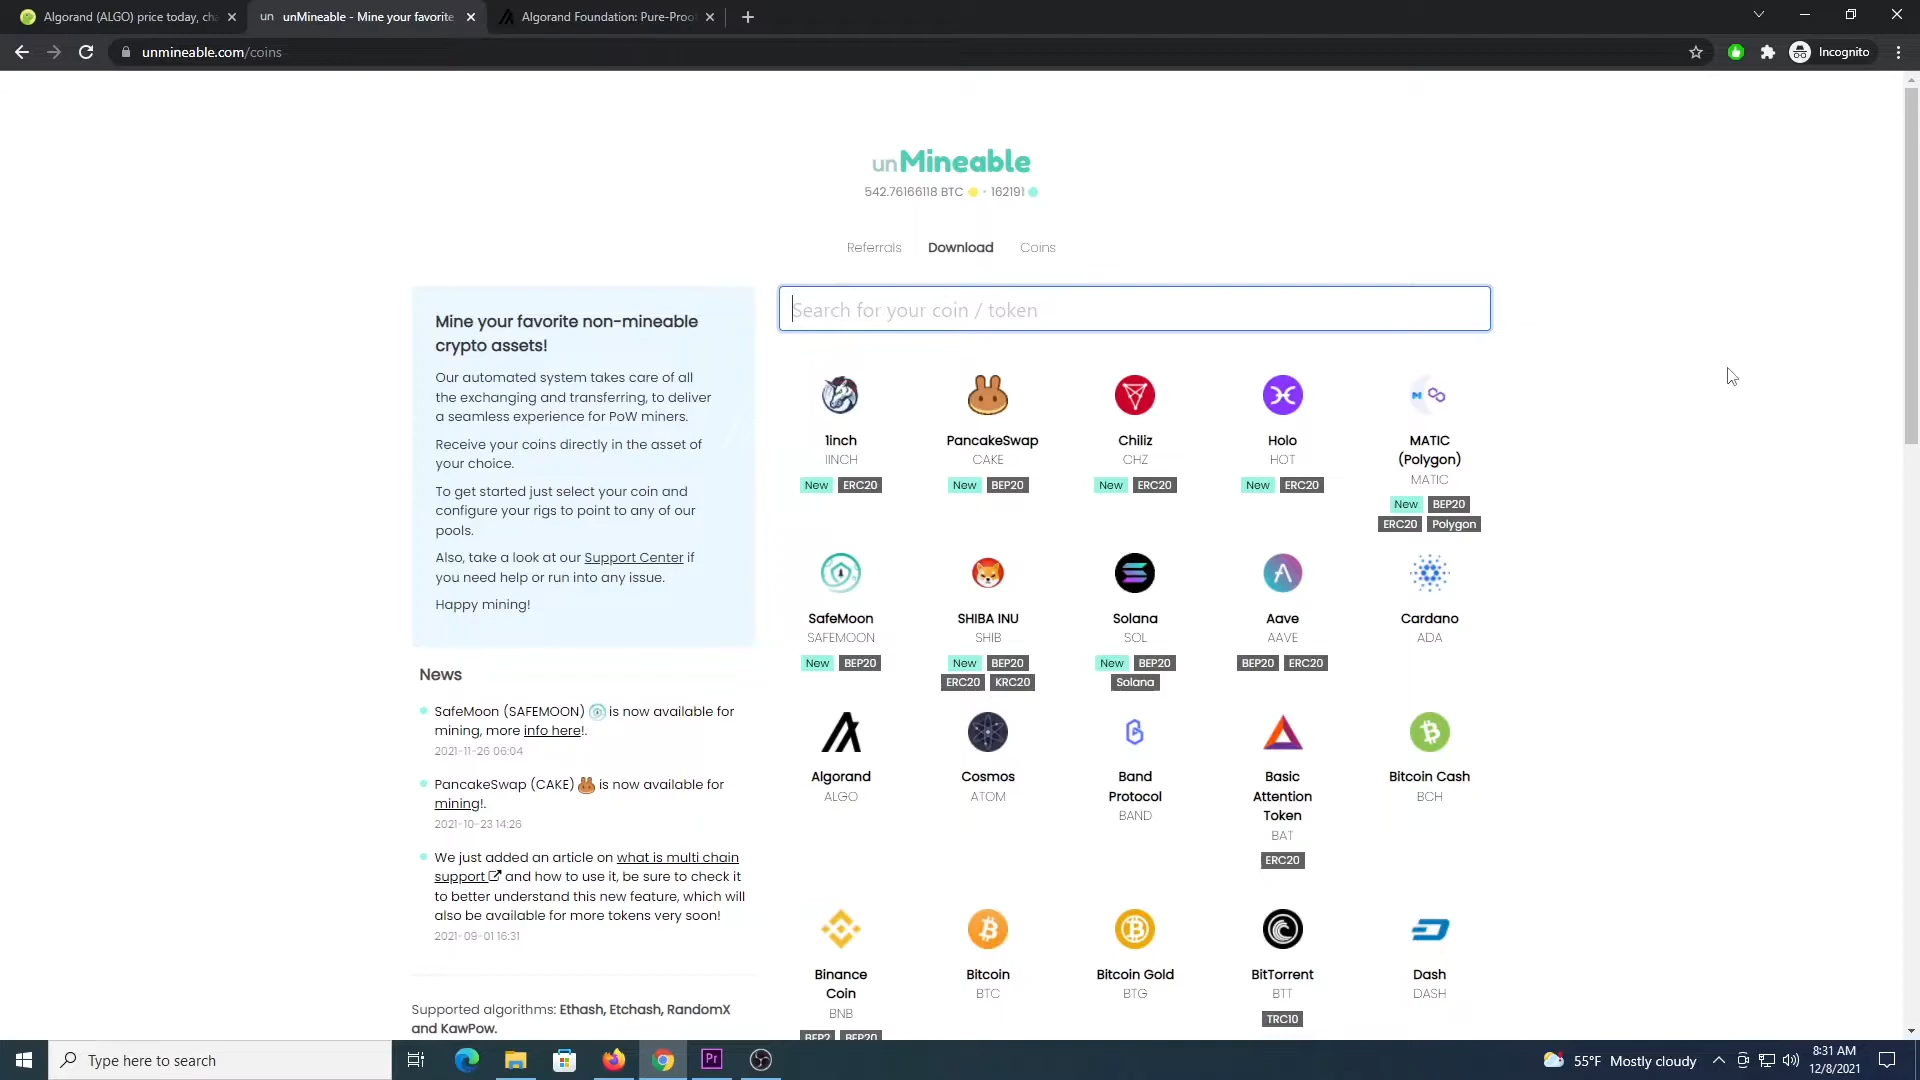 Algorand (ALGO) price today, ch
unMineable - Mine your favorite
Algorand Foundation: Pure-Proo
unmineable.com/coins
Incognito
unMineable
542.76166118 BTC • 162191
Referrals Download Coins
Mine your favorite non-mineable
crypto assets!
Our automated system takes care of all
the exchanging and transferring, to deliver
a seamless experience for PoW miners.
Receive your coins directly in the asset of
your choice.
To get started just select your coin and
configure your rigs to point to any of our
pools.
Also, take a look at our Support Center if
you need help or run into any issue.
Happy mining!
News
SafeMoon (SAFEMOON) is now available for
mining, more info here!.
2021-11-26 06:04
PancakeSwap (CAKE) is now available for
mining!.
2021-10-23 14:26
We just added an article on what is multi chain
support and how to use it, be sure to check it
to better understand this new feature, which will
also be available for more tokens very soon!
2021-09-01 16:31
Supported algorithms: Ethash, Etchash, RandomX
and KawPow.
Search for your coin / token
1inch
1INCH
New ERC20
PancakeSwap
CAKE
New BEP20
Chiliz
CHZ
New ERC20
Holo
HOT
New ERC20
MATIC
(Polygon)
MATIC
New BEP20
ERC20 Polygon
SafeMoon
SAFEMOON
New BEP20
SHIBA INU
SHIB
New BEP20
ERC20 KRC20
Solana
SOL
New BEP20
Solana
Aave
AAVE
BEP20 ERC20
Cardano
ADA
Algorand
ALGO
Cosmos
ATOM
Band
Protocol
BAND
Basic
Attention
Token
BAT
ERC20
Bitcoin Cash
BCH
Binance
Coin
BNB
BEP2 BEP20
Bitcoin
BTC
Bitcoin Gold
BTG
BitTorrent
BTT
TRC10
Dash
DASH
Type here to search
Pr
55°F Mostly cloudy
8:31 AM
12/8/2021